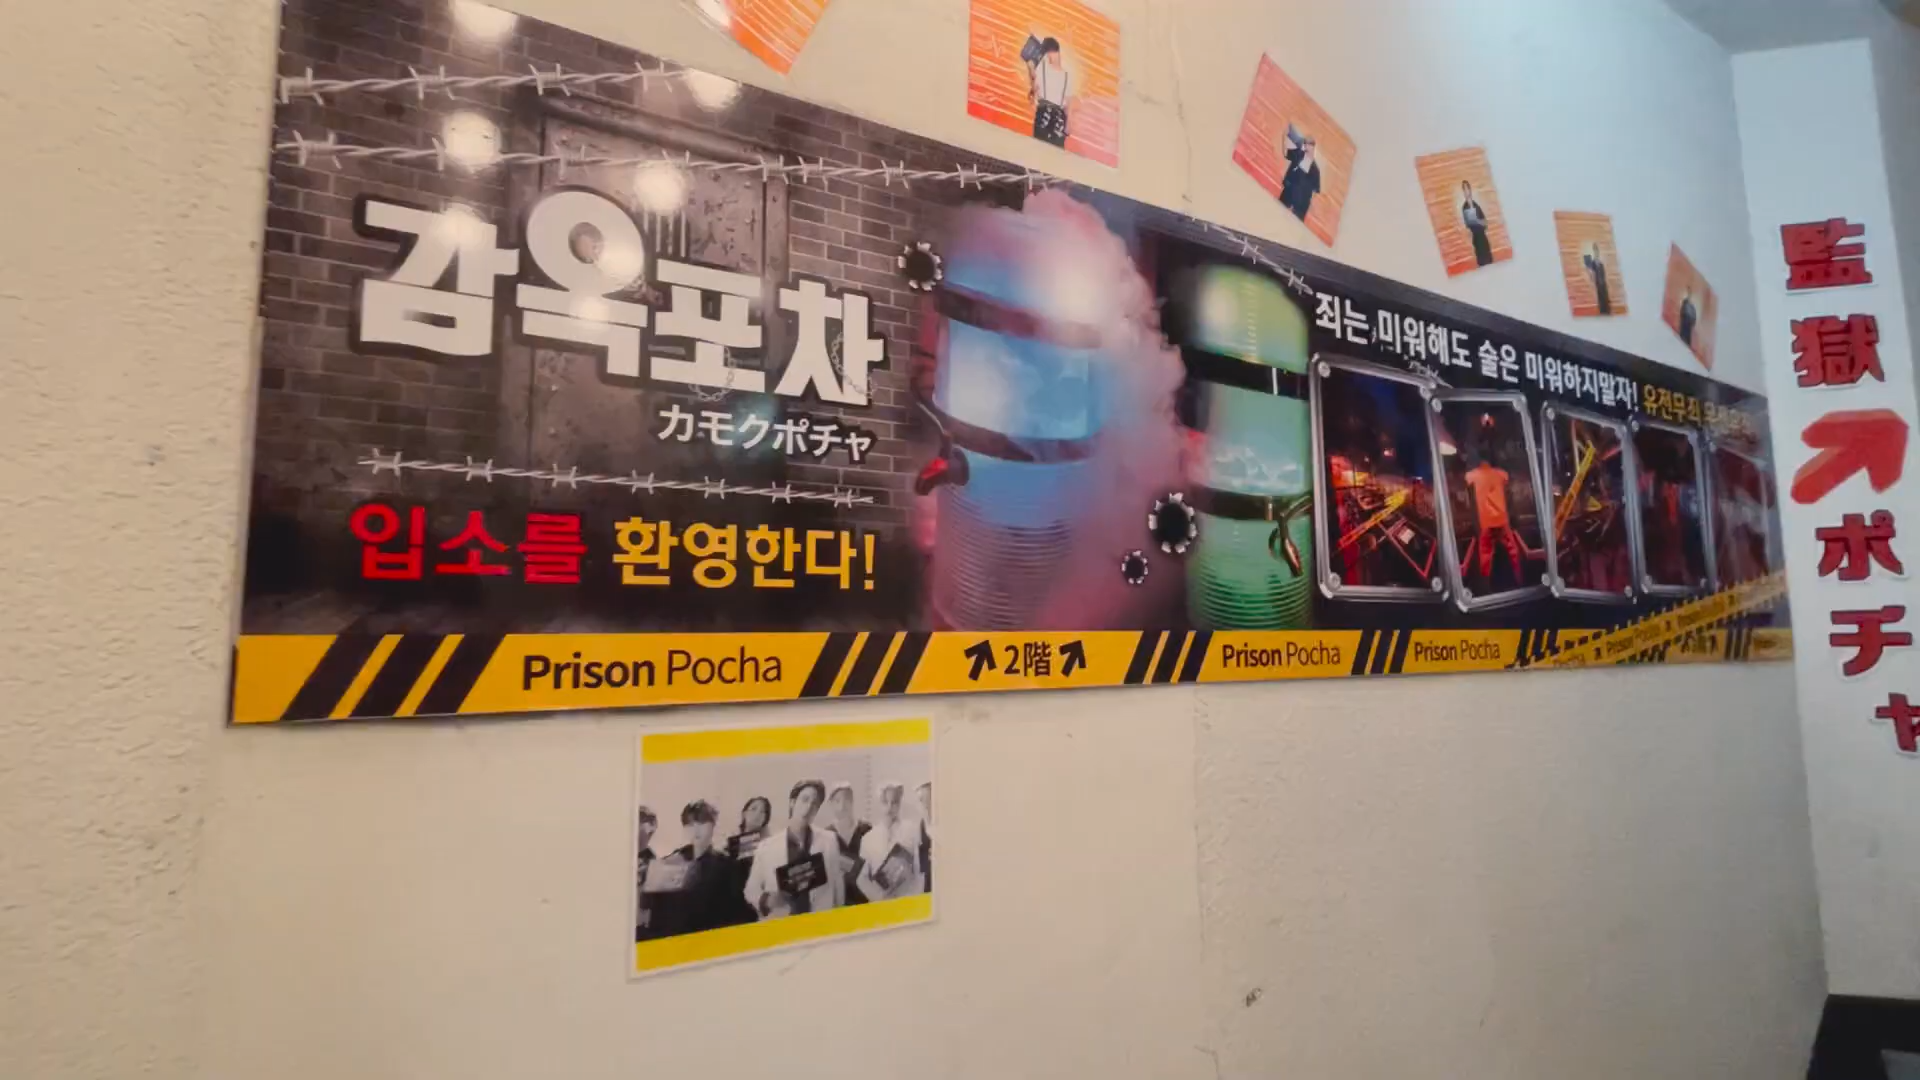 감옥포차
カモクポチャ
입소를 환영한다!
죄는 미워해도 술은 미워하지말자! 유전무죄
Prison Pocha
↗2階↗
Prison Pocha
Prison Pocha
Prison Pocha
監獄
↗
ポチャ